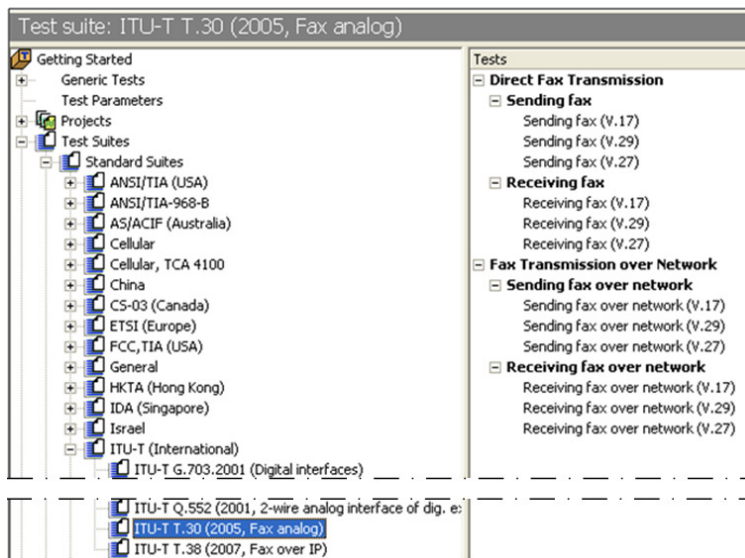 Test suite: ITU-T T.30 (2005, Fax analog)
Getting Started
Generic Tests
Test Parameters
Projects
Test Suites
Standard Suites
ANSI/TIA (USA)
ANSI/TIA-968-B
AS/ACIF (Australia)
Cellular
Cellular, TCA 4100
China
CS-03 (Canada)
ETSI (Europe)
FCC,TIA (USA)
General
HKTA (Hong Kong)
IDA (Singapore)
Israel
ITU-T (International)
ITU-T G.703.2001 (Digital interfaces)
ITU-T Q.552 (2001, 2-wire analog interface of dig. e
ITU-T T.30 (2005, Fax analog)
ITU-T T.38 (2007, Fax over IP)
Tests
Direct Fax Transmission
Sending fax
Sending fax (V.17)
Sending fax (V.29)
Sending fax (V.27)
Receiving fax
Receiving fax (V.17)
Receiving fax (V.29)
Receiving fax (V.27)
Fax Transmission over Network
Sending fax over network
Sending fax over network (V.17)
Sending fax over network (V.29)
Sending fax over network (V.27)
Receiving fax over network
Receiving fax over network (V.17)
Receiving fax over network (V.29)
Receiving fax over network (V.27)